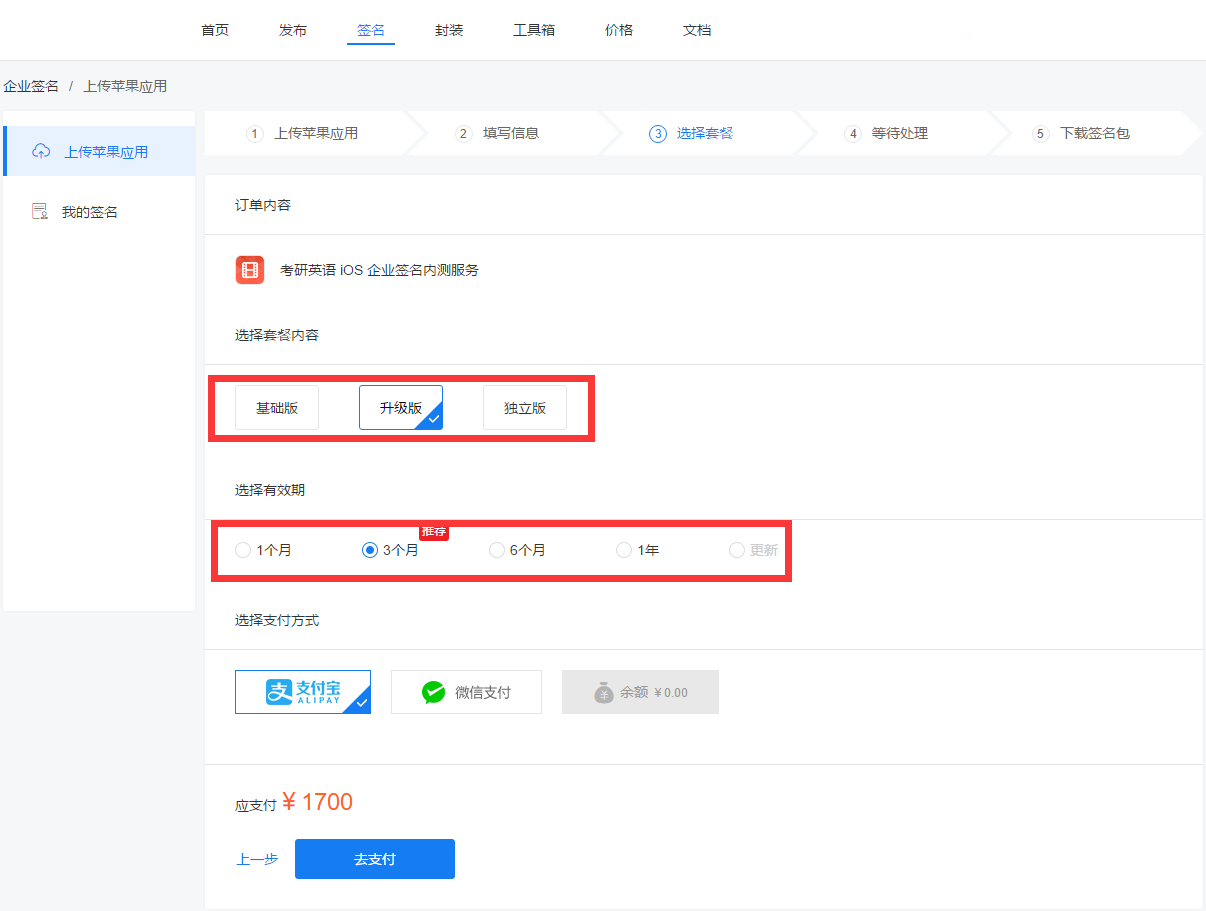 首页 发布 签名 封装 工具箱 价格 文档
企业签名 / 上传苹果应用
上传苹果应用
我的签名
1 上传苹果应用 2 填写信息 3 选择套餐 4 等待处理 5 下载签名包
订单内容
考研英语 iOS 企业签名内测服务
选择套餐内容
基础版 升级版 独立版
选择有效期
推荐
1个月 3个月 6个月 1年 更新
选择支付方式
支 支付宝 ALIPAY 微信支付 ¥ 余额 ¥0.00
应支付 ¥ 1700
上一步 去支付